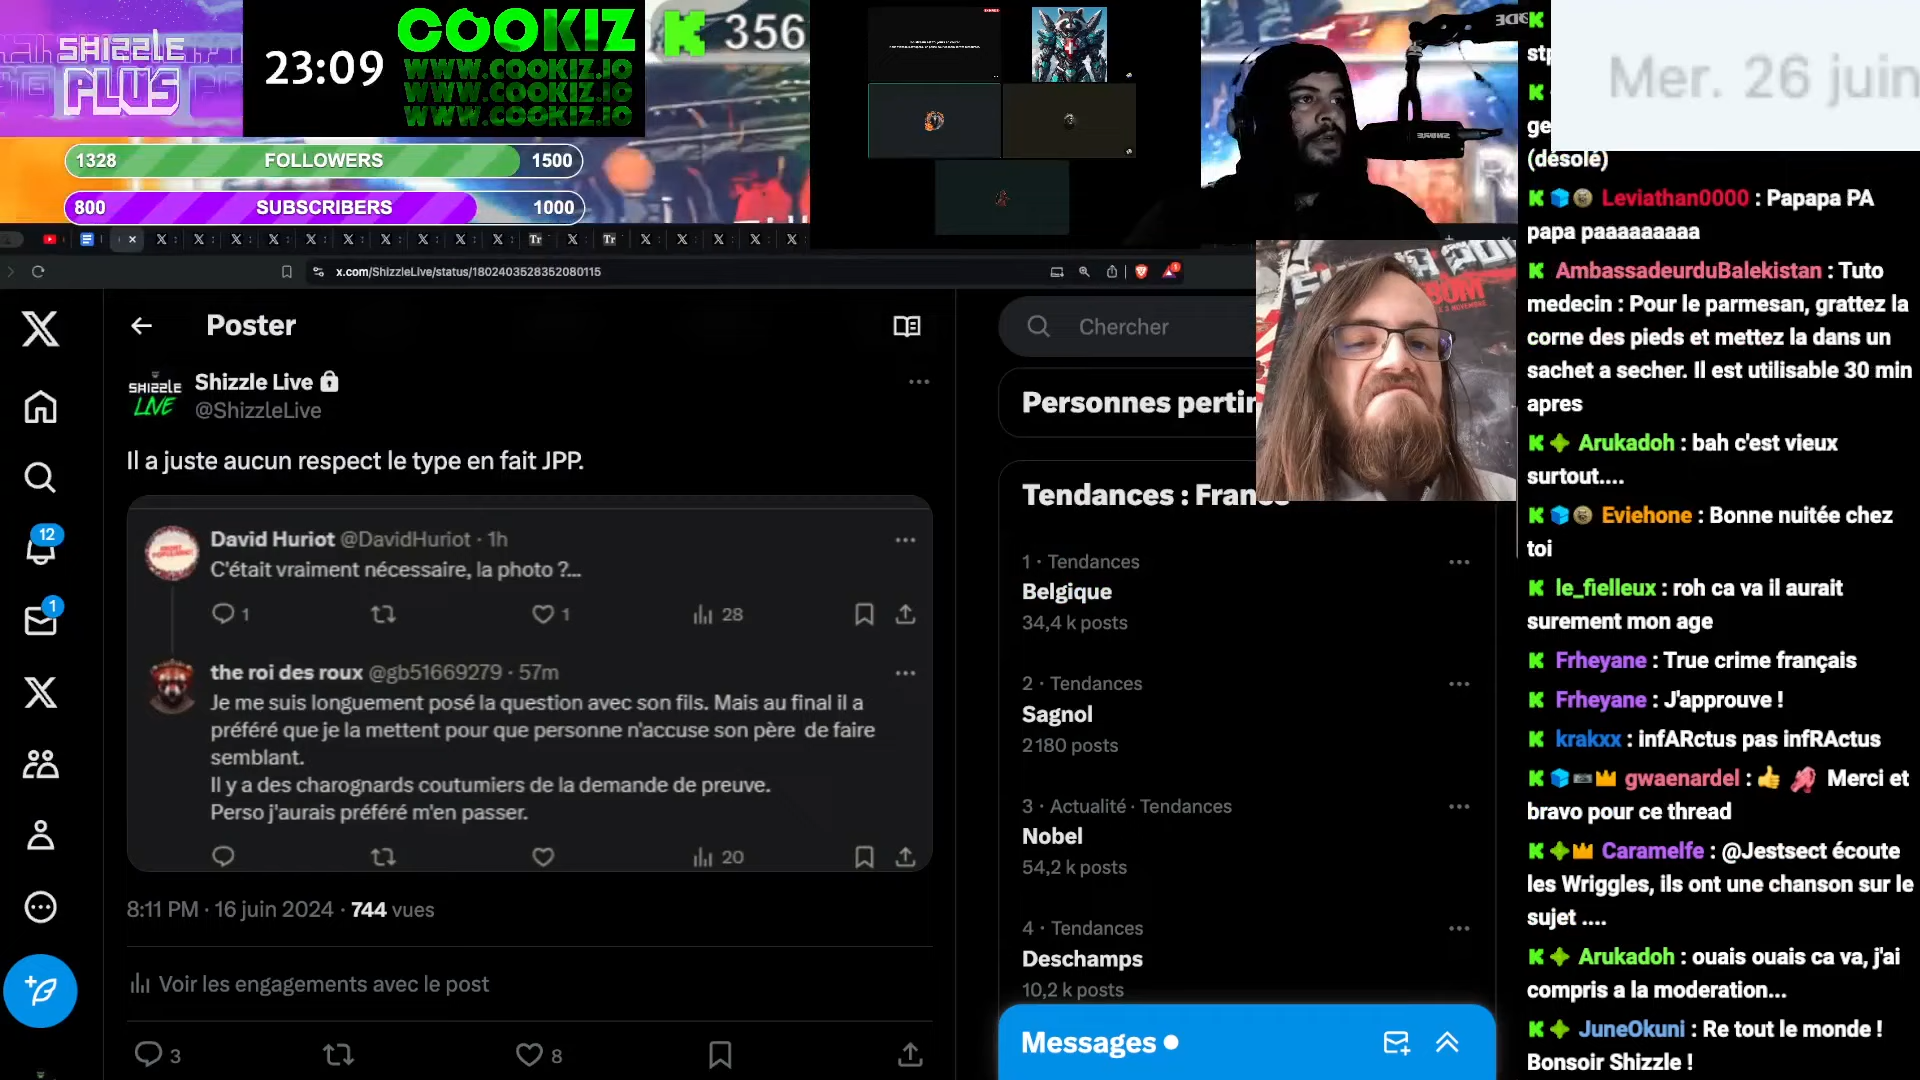 SHIZZLE
PLUS
23:09
COOKIZ
WWW.COOKIZ.IO
WWW.COOKIZ.IO
WWW.COOKIZ.IO
356
1328 FOLLOWERS 1500
800 SUBSCRIBERS 1000
x.com/ShizzleLive/status/1802403528352080115
Poster
SHIZZLE
LIVE
Shizzle Live
@ShizzleLive
Il a juste aucun respect le type en fait JPP.
David Huriot @DavidHuriot · 1h
C'était vraiment nécessaire, la photo ?...
1
1
28
the roi des roux @gb51669279 · 57m
Je me suis longuement posé la question avec son fils. Mais au final il a
préféré que je la mettent pour que personne n'accuse son père de faire
semblant.
Il y a des charognards coutumiers de la demande de preuve.
Perso j'aurais préféré m'en passer.
20
8:11 PM · 16 juin 2024 · 744 vues
Voir les engagements avec le post
3
8
12
1
Chercher
Personnes pertin
Tendances : France
1 · Tendances
Belgique
34,4 k posts
2 · Tendances
Sagnol
2 180 posts
3 · Actualité · Tendances
Nobel
54,2 k posts
4 · Tendances
Deschamps
10,2 k posts
Messages
Mer. 26 juin
stp
ge
(désolé)
Leviathan0000 : Papapa PA
papa paaaaaaaaa
AmbassadeurduBalekistan : Tuto
medecin : Pour le parmesan, grattez la
corne des pieds et mettez la dans un
sachet a secher. Il est utilisable 30 min
apres
Arukadoh : bah c'est vieux
surtout....
Eviehone : Bonne nuitée chez
toi
le_fielleux : roh ca va il aurait
surement mon age
Frheyane : True crime français
Frheyane : J'approuve !
krakxx : infARctus pas infRActus
gwaenardel : 👍 Merci et
bravo pour ce thread
Caramelfe : @Jestsect écoute
les Wriggles, ils ont une chanson sur le
sujet ....
Arukadoh : ouais ouais ca va, j'ai
compris a la moderation...
JuneOkuni : Re tout le monde !
Bonsoir Shizzle !